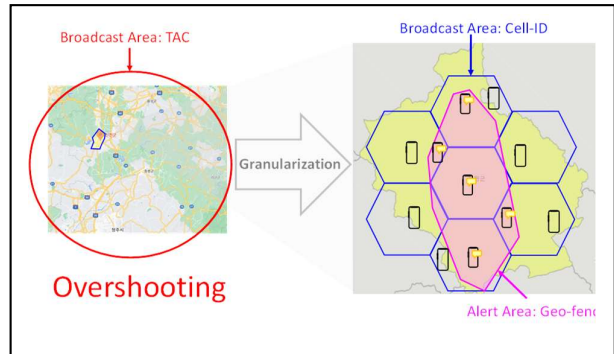 Broadcast Area: TAC
Broadcast Area: Cell-ID
Granularization
Overshooting
Alert Area: Geo-fenc